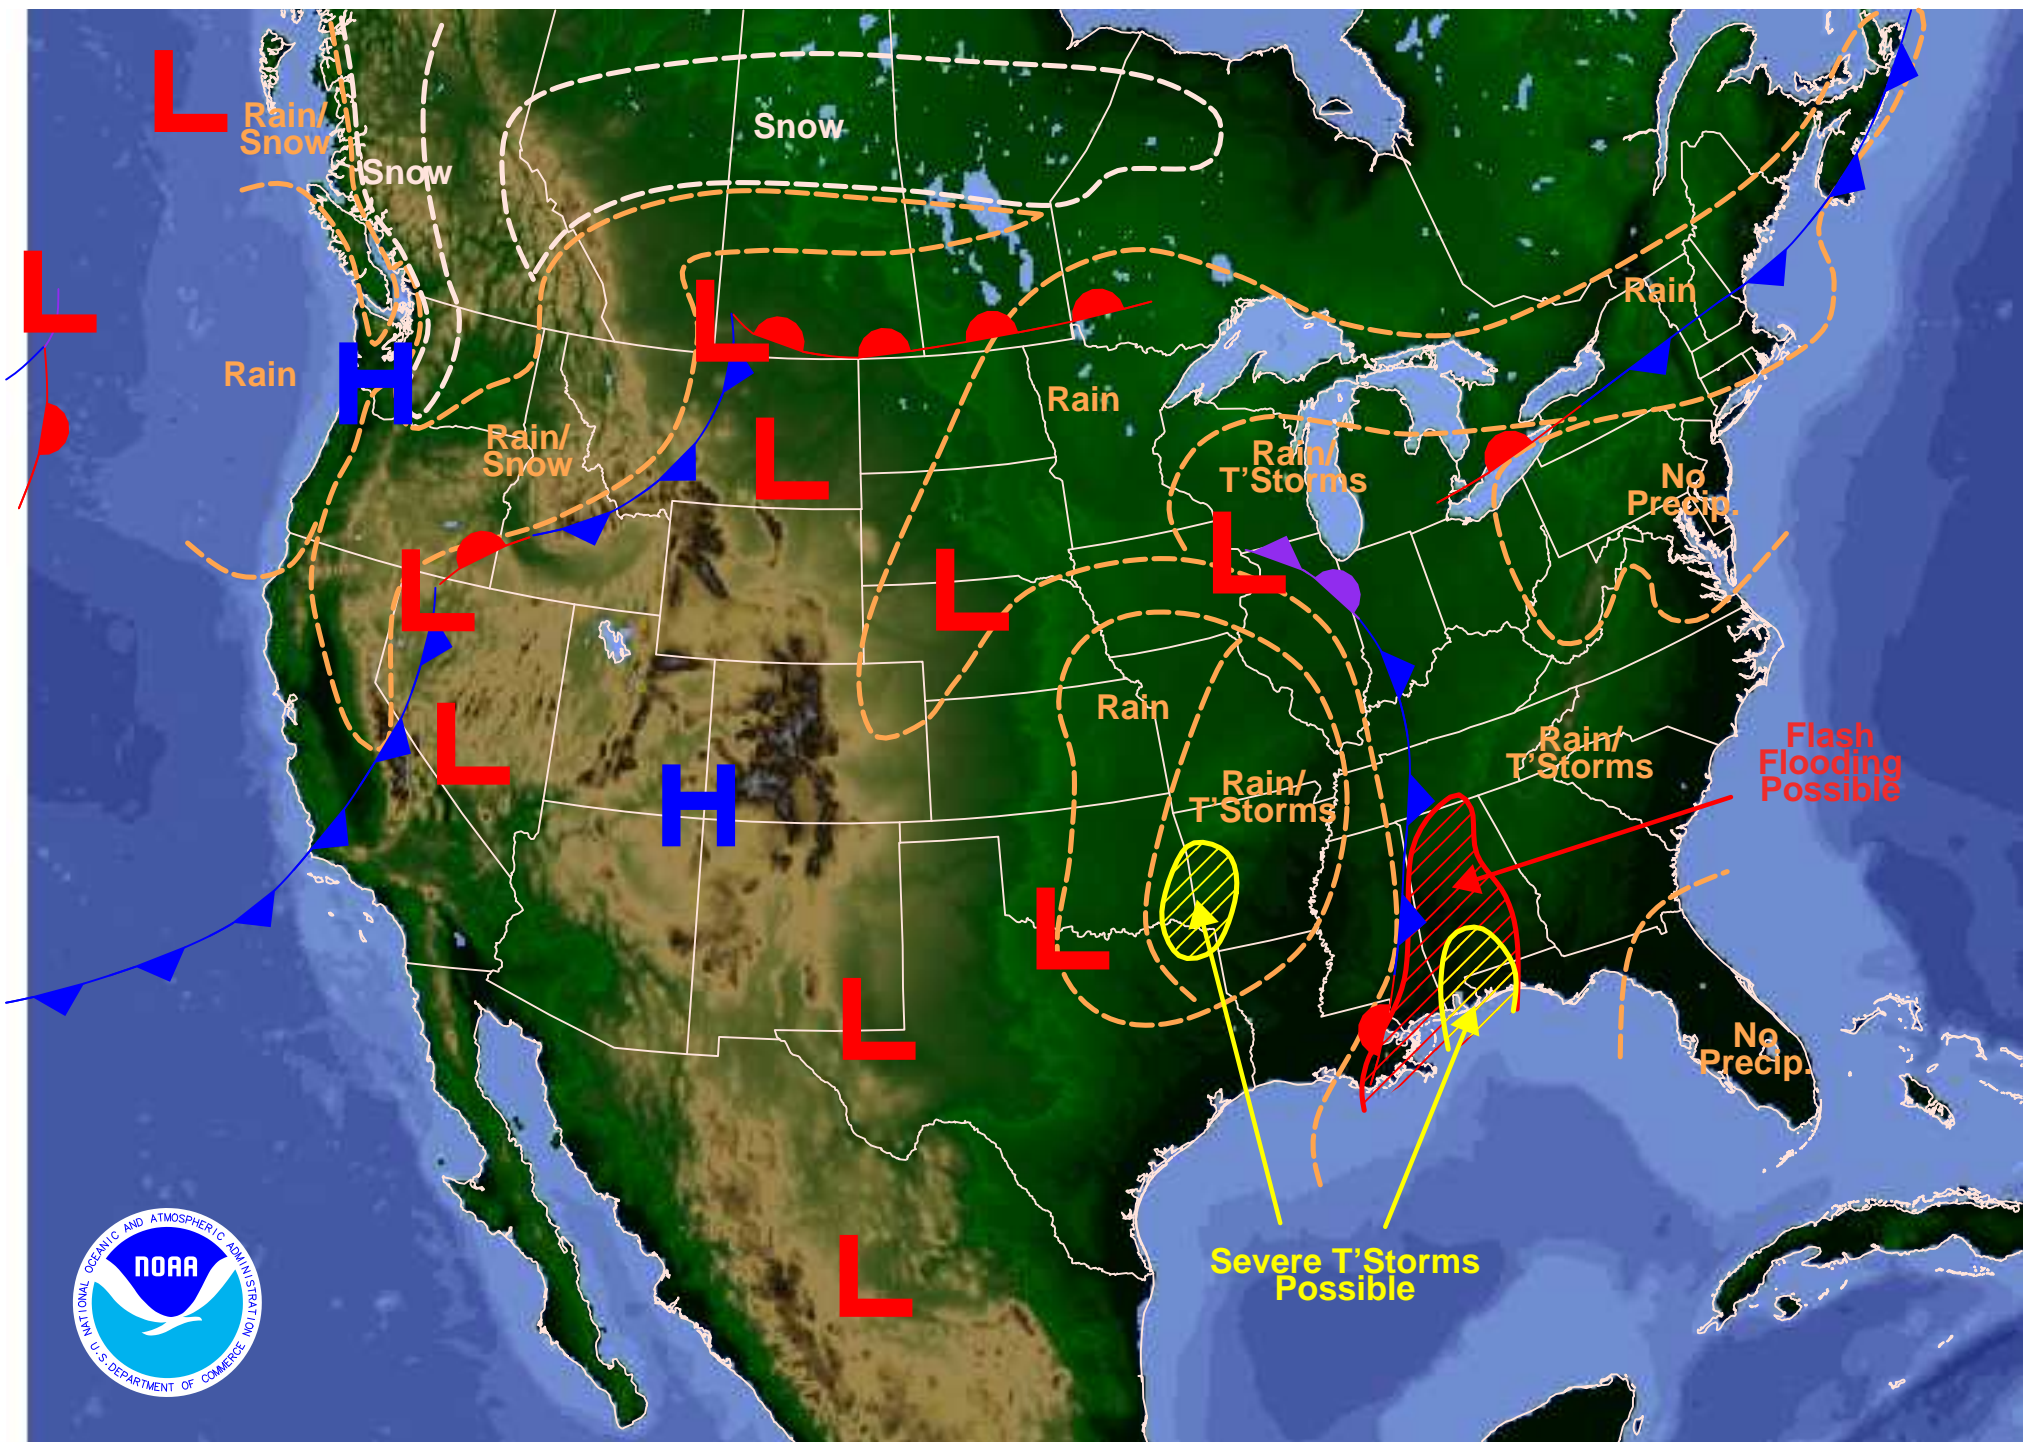 L
Rain/
Snow
Snow
Snow
L
Rain
H
L
Rain
Rain
Rain/
Snow
L
Rain/
T'Storms
No
Precip.
L
L
L
L
Rain
Rain/
T'Storms
Rain/
T'Storms
Flash
Flooding
Possible
H
L
L
No
Precip.
Severe T'Storms
Possible
L
NATIONAL OCEANIC AND ATMOSPHERIC ADMINISTRATION
NOAA
U.S. DEPARTMENT OF COMMERCE